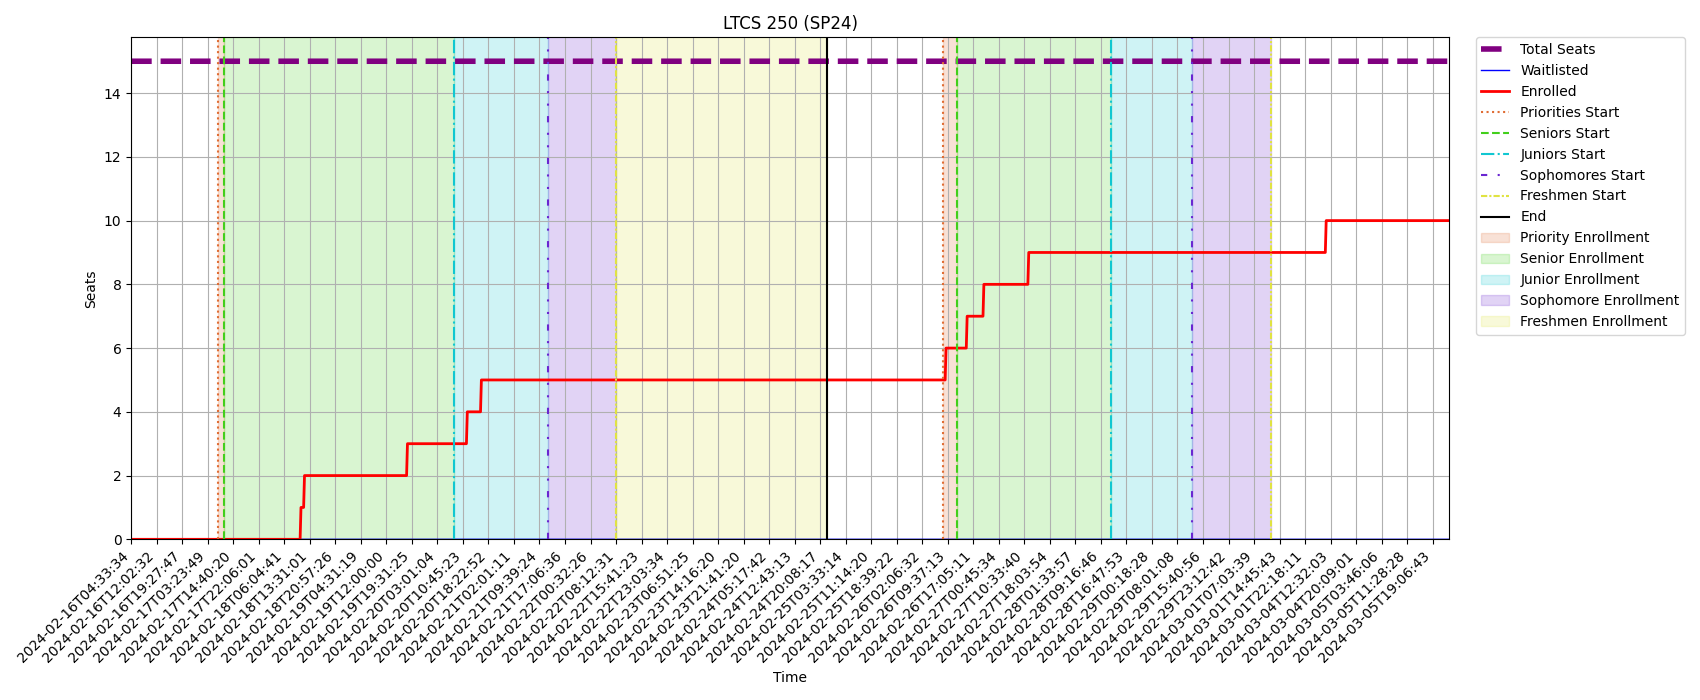 LTCS 250 (SP24)
Total Seats
Waitlisted
Enrolled
Priorities Start
Seniors Start
Juniors Start
Sophomores Start
Freshmen Start
End
Priority Enrollment
Senior Enrollment
Junior Enrollment
Sophomore Enrollment
Freshmen Enrollment
Seats
14
12
10
8
6
4
2
0
2024-02-16T04:33:34
2024-02-16T12:02:32
2024-02-16T19:27:47
2024-02-17T03:23:49
2024-02-17T14:40:20
2024-02-17T22:06:01
2024-02-18T06:04:41
2024-02-18T13:31:01
2024-02-18T20:57:26
2024-02-19T04:31:19
2024-02-19T12:00:00
2024-02-19T19:31:25
2024-02-20T03:01:04
2024-02-20T10:45:23
2024-02-20T18:22:52
2024-02-21T02:01:11
2024-02-21T09:39:24
2024-02-21T17:06:36
2024-02-22T00:32:26
2024-02-22T08:12:31
2024-02-22T15:41:23
2024-02-22T23:03:34
2024-02-23T06:51:25
2024-02-23T14:16:20
2024-02-23T21:41:20
2024-02-24T05:17:42
2024-02-24T12:43:13
2024-02-24T20:08:17
2024-02-25T03:33:14
2024-02-25T11:14:20
2024-02-25T18:39:22
2024-02-26T02:06:32
2024-02-26T09:37:13
2024-02-26T17:05:11
2024-02-27T00:45:34
2024-02-27T10:33:40
2024-02-27T18:03:54
2024-02-28T01:33:57
2024-02-28T09:16:46
2024-02-28T16:47:53
2024-02-29T00:18:28
2024-02-29T08:01:08
2024-02-29T15:40:56
2024-02-29T23:12:42
2024-03-01T07:03:39
2024-03-01T14:45:43
2024-03-01T22:18:11
2024-03-04T12:32:03
2024-03-04T20:09:01
2024-03-05T03:46:06
2024-03-05T11:28:28
2024-03-05T19:06:43
Time